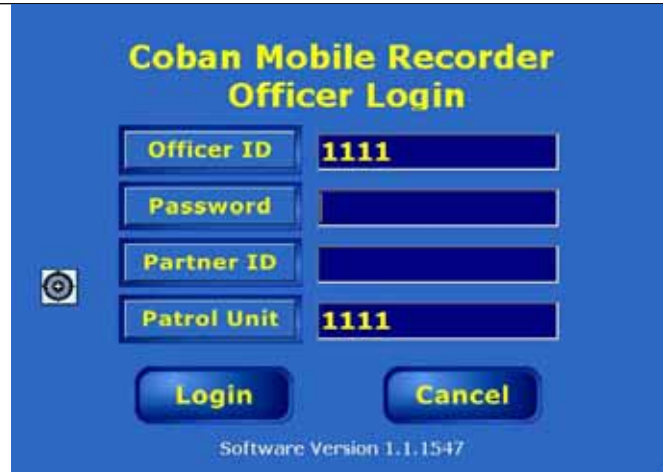 Coban Mobile Recorder
Officer Login
Officer ID 1111
Password
Partner ID
Patrol Unit 1111
Login Cancel
Software Version 1.1.1547